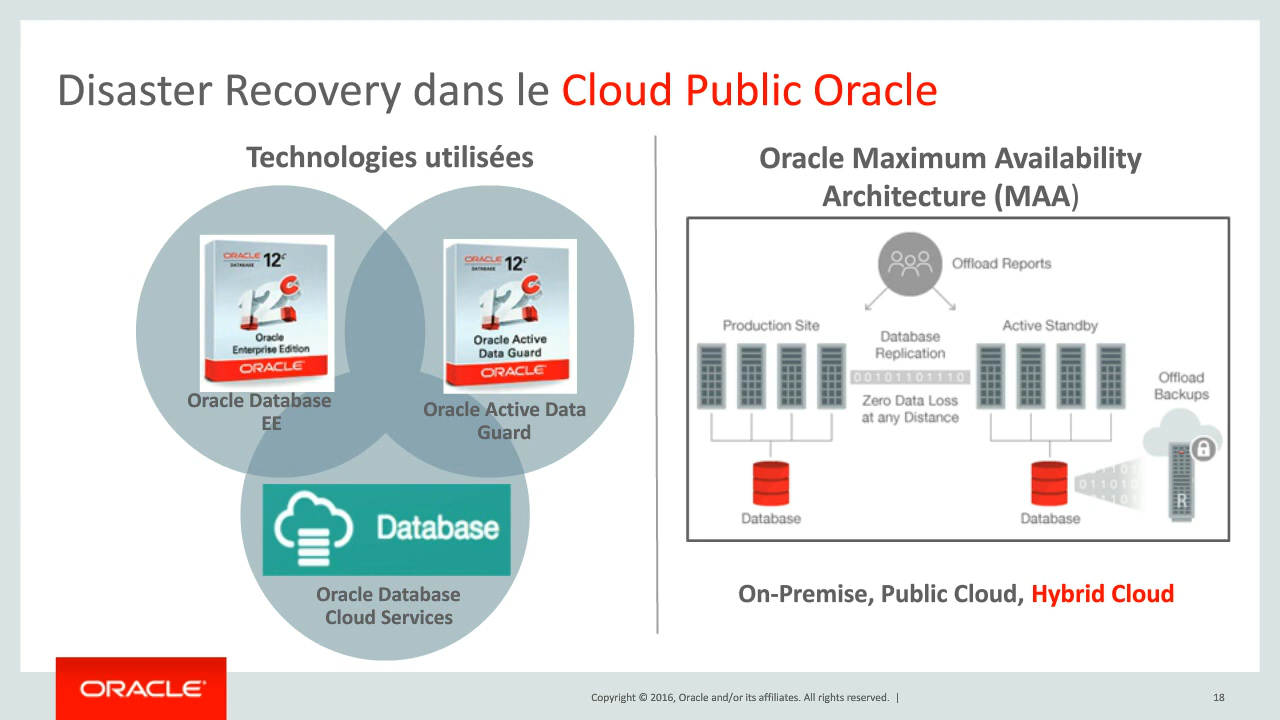 Disaster Recovery dans le Cloud Public Oracle
Technologies utilisées
ORACLE 12c
DATABASE
12c
Oracle
Enterprise Edition
ORACLE
Oracle Database
EE
ORACLE 12c
DATABASE
12c
Oracle Active
Data Guard
ORACLE
Oracle Active Data
Guard
Database
Oracle Database
Cloud Services
Oracle Maximum Availability
Architecture (MAA)
Offload Reports
Production Site
Active Standby
Database
Replication
00101101110
Zero Data Loss
at any Distance
Offload
Backups
R
Database
Database
On-Premise, Public Cloud, Hybrid Cloud
ORACLE
Copyright © 2016, Oracle and/or its affiliates. All rights reserved. |
18